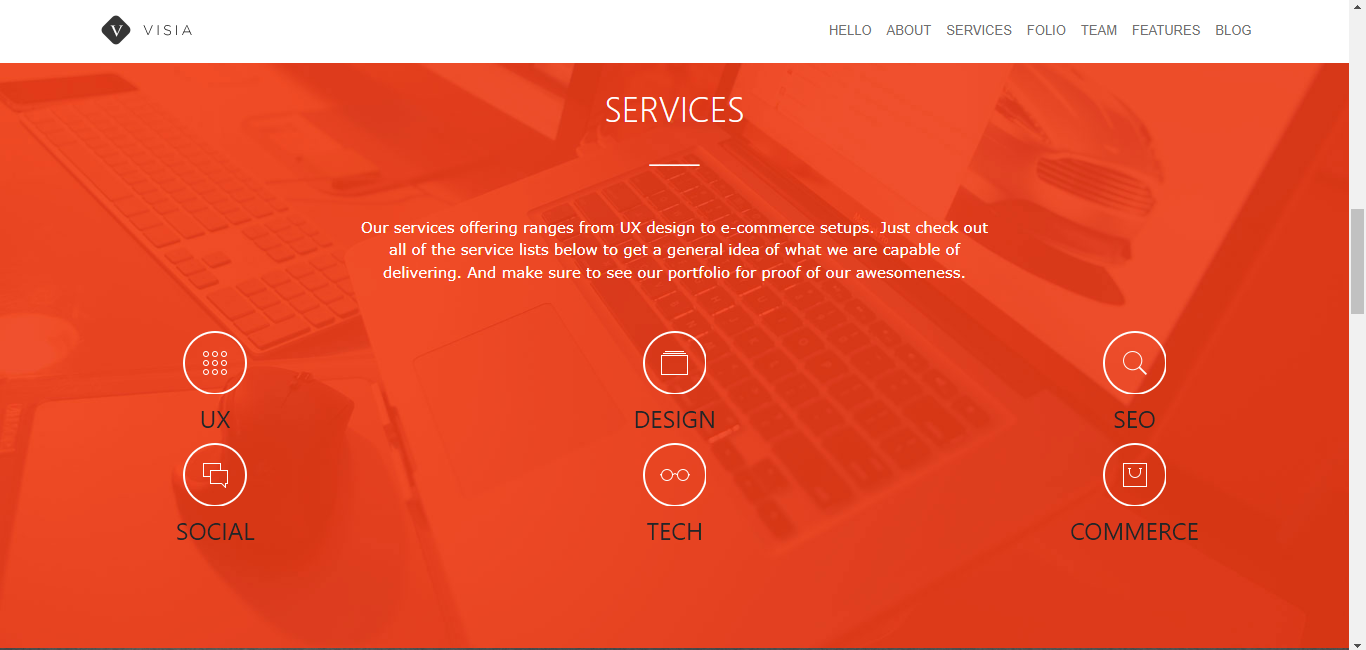 V VISIA
HELLO ABOUT SERVICES FOLIO TEAM FEATURES BLOG
SERVICES
Our services offering ranges from UX design to e-commerce setups. Just check out
all of the service lists below to get a general idea of what we are capable of
delivering. And make sure to see our portfolio for proof of our awesomeness.
UX
DESIGN
SEO
SOCIAL
TECH
COMMERCE